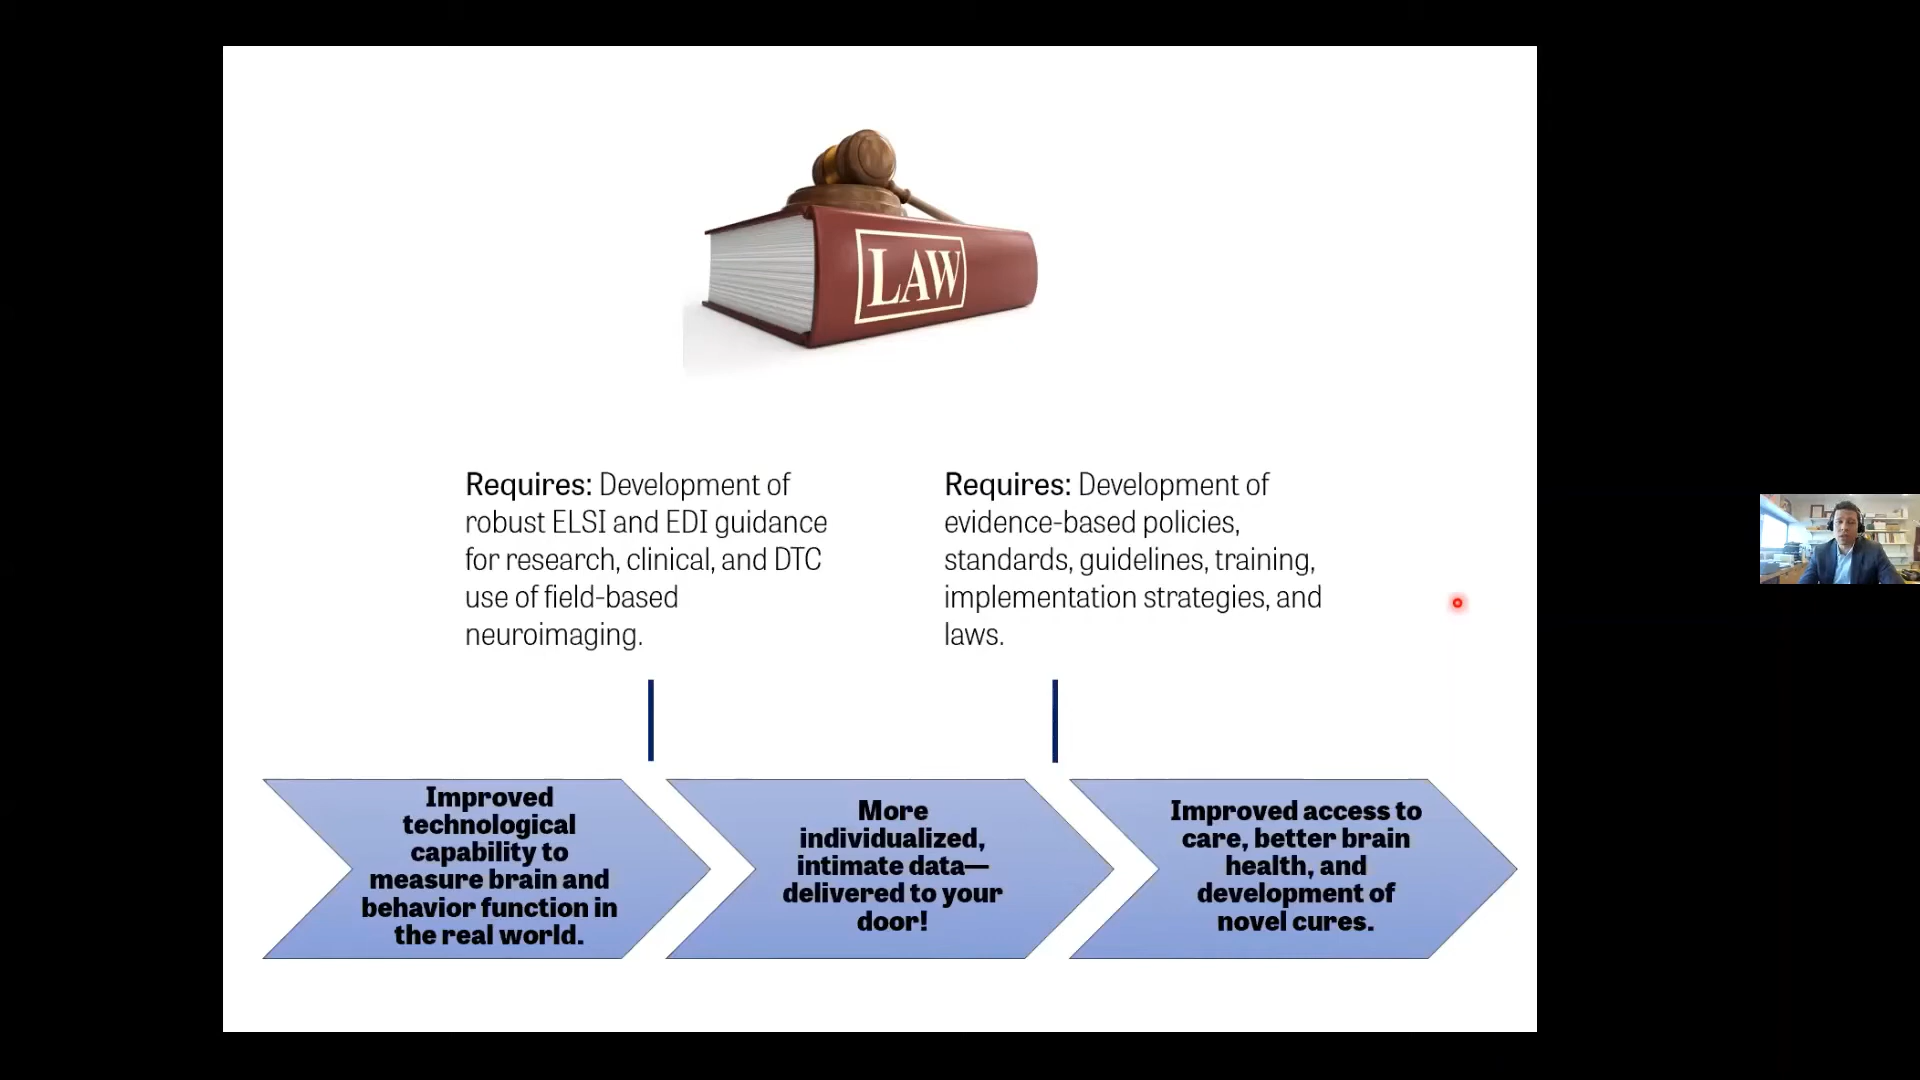 LAW
Requires: Development of
robust ELSI and EDI guidance
for research, clinical, and DTC
use of field-based
neuroimaging.
Requires: Development of
evidence-based policies,
standards, guidelines, training,
implementation strategies, and
laws.
Improved
technological
capability to
measure brain and
behavior function in
the real world.
More
individualized,
intimate data—
delivered to your
door!
Improved access to
care, better brain
health, and
development of
novel cures.